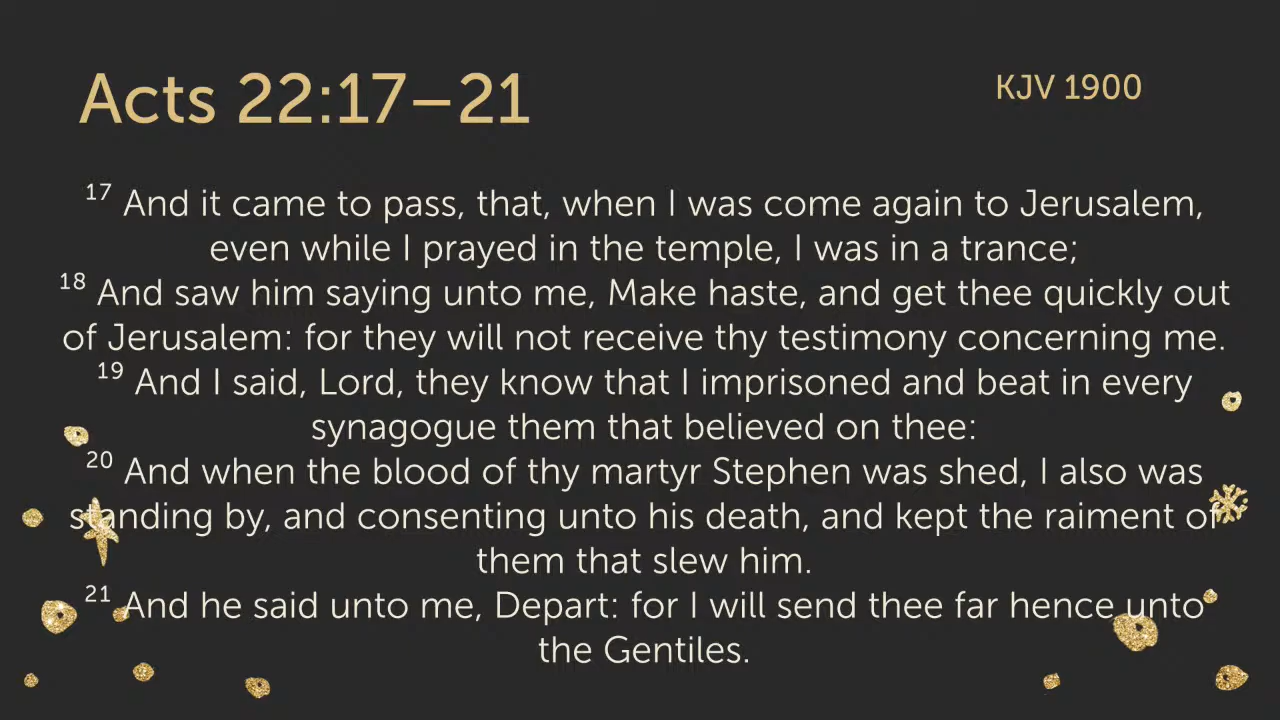 Acts 22:17–21
KJV 1900
17 And it came to pass, that, when I was come again to Jerusalem,
even while I prayed in the temple, I was in a trance;
18 And saw him saying unto me, Make haste, and get thee quickly out
of Jerusalem: for they will not receive thy testimony concerning me.
19 And I said, Lord, they know that I imprisoned and beat in every
synagogue them that believed on thee:
20 And when the blood of thy martyr Stephen was shed, I also was
standing by, and consenting unto his death, and kept the raiment of
them that slew him.
21 And he said unto me, Depart: for I will send thee far hence unto
the Gentiles.